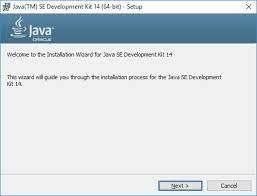 Java(TM) SE Development Kit 14 (64-bit) - Setup
Java
ORACLE
Welcome to the Installation Wizard for Java SE Development Kit 14
This wizard will guide you through the installation process for the Java SE Development
Kit 14.
Next >
Cancel